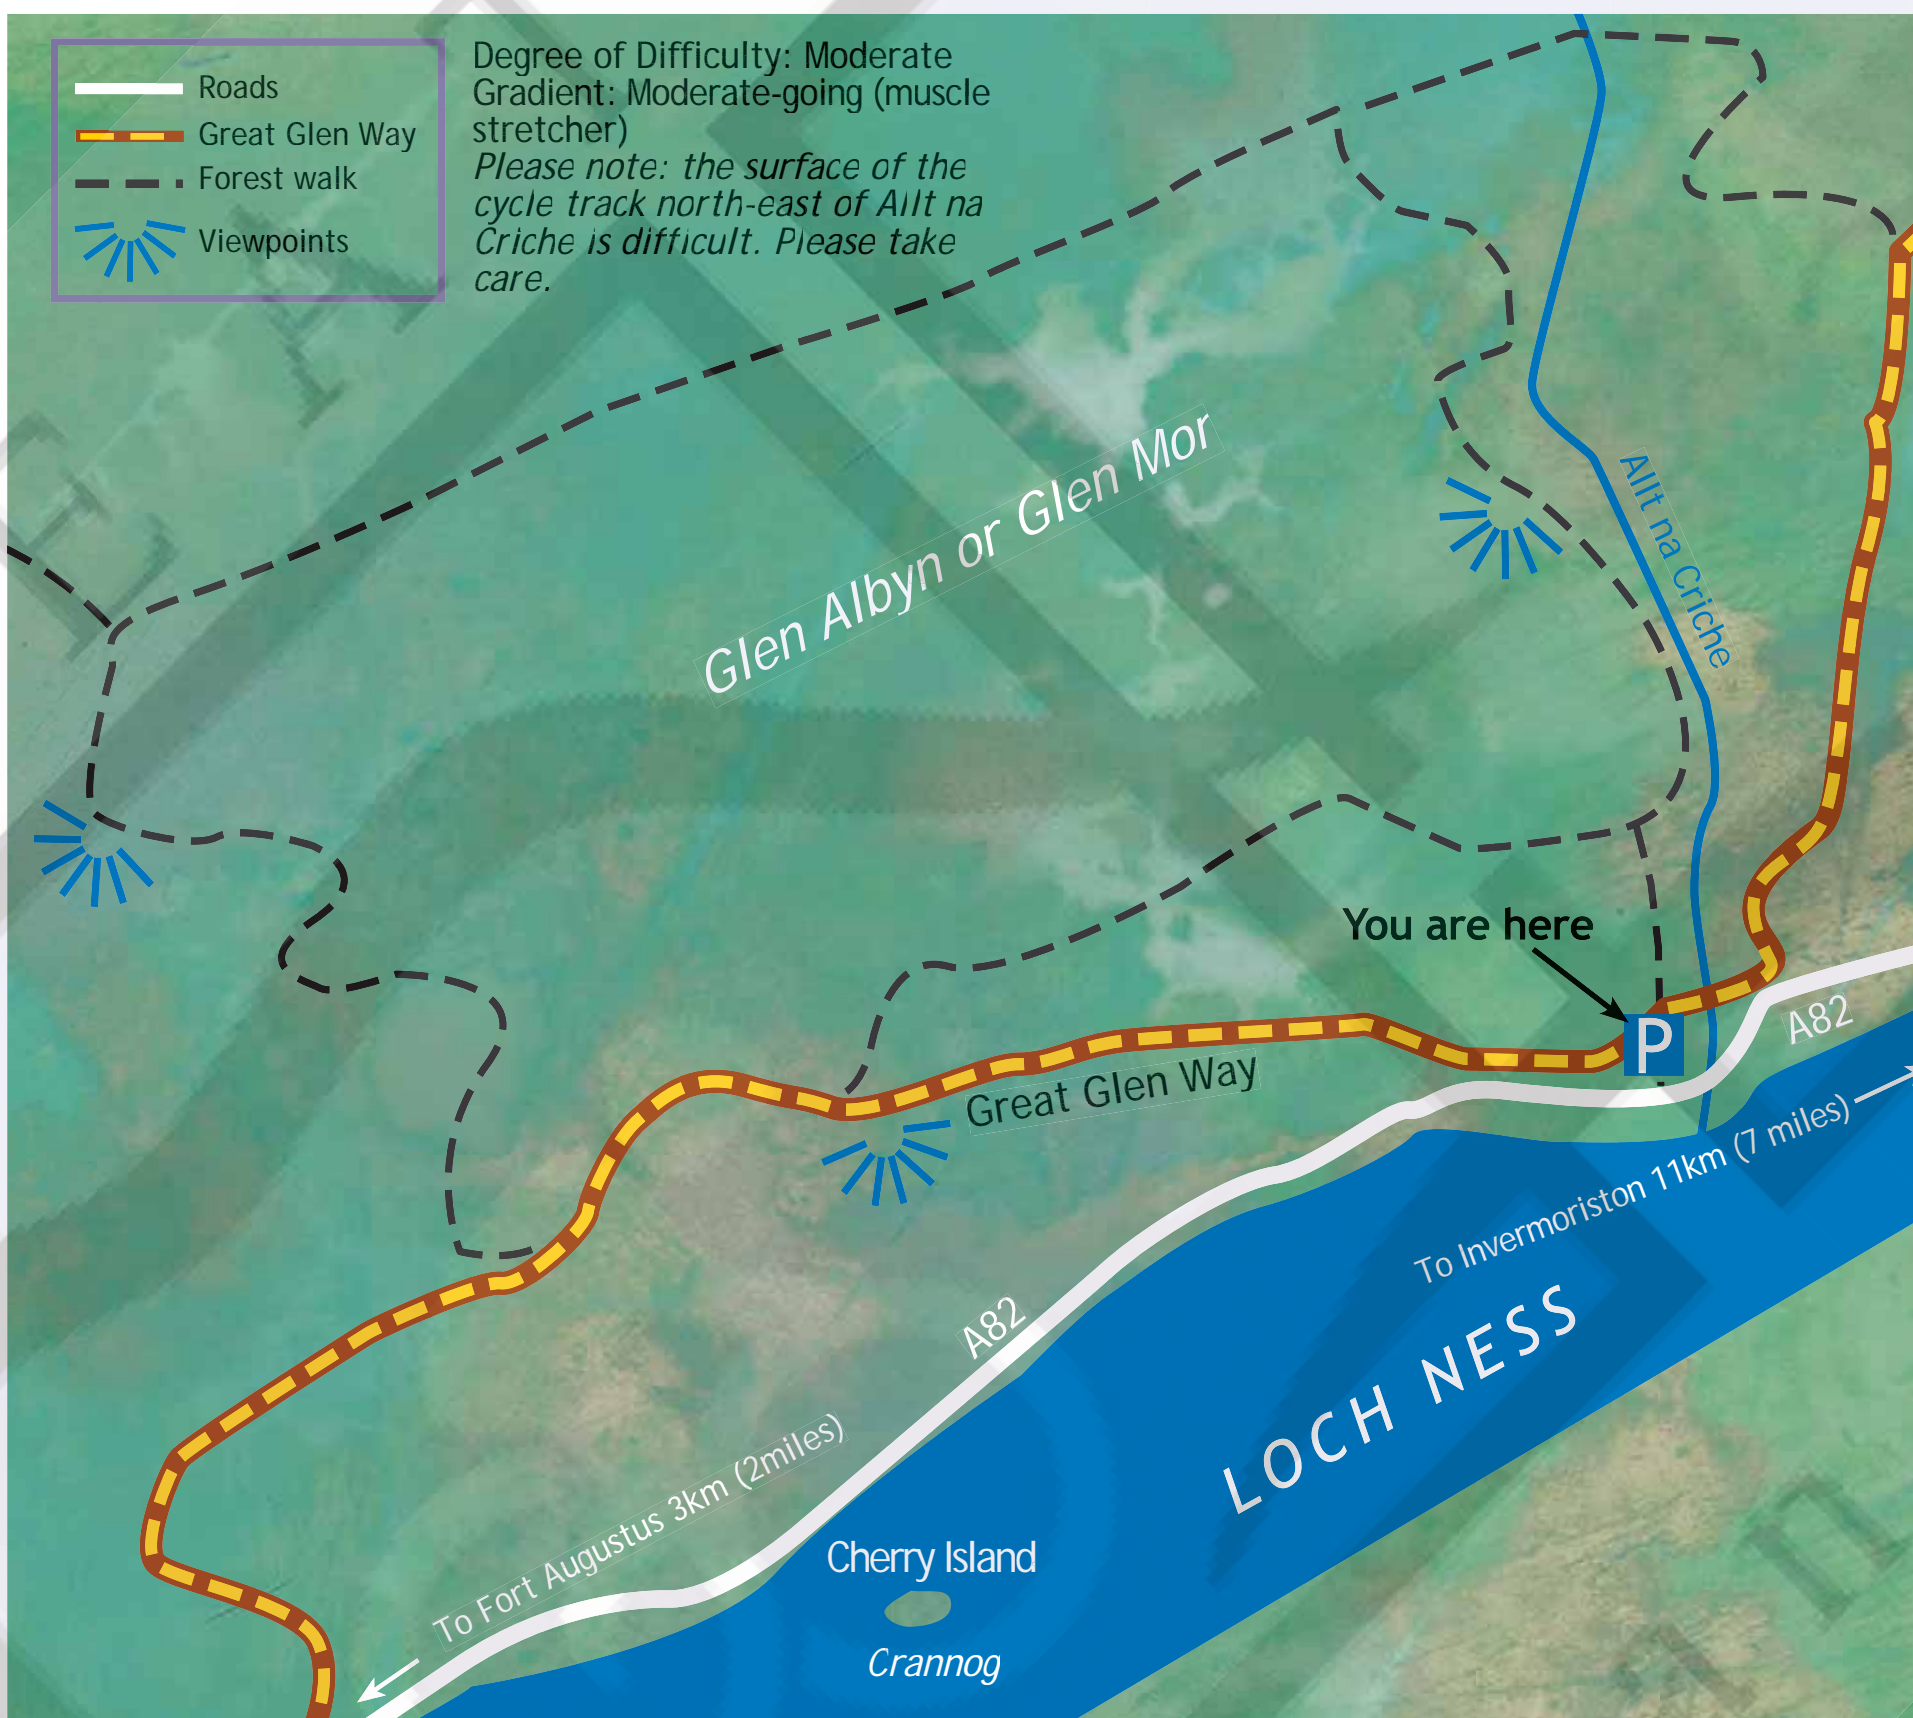 Roads
Great Glen Way
Forest walk
Viewpoints
Degree of Difficulty: Moderate
Gradient: Moderate-going (muscle
stretcher)
Please note: the surface of the
cycle track north-east of Allt na
Criche is difficult. Please take
care.
Glen Albyn or Glen Mor
Allt na Criche
You are here
P
A82
Great Glen Way
To Invermoriston 11km (7 miles)
A82
LOCH NESS
To Fort Augustus 3km (2miles)
Cherry Island
Crannog